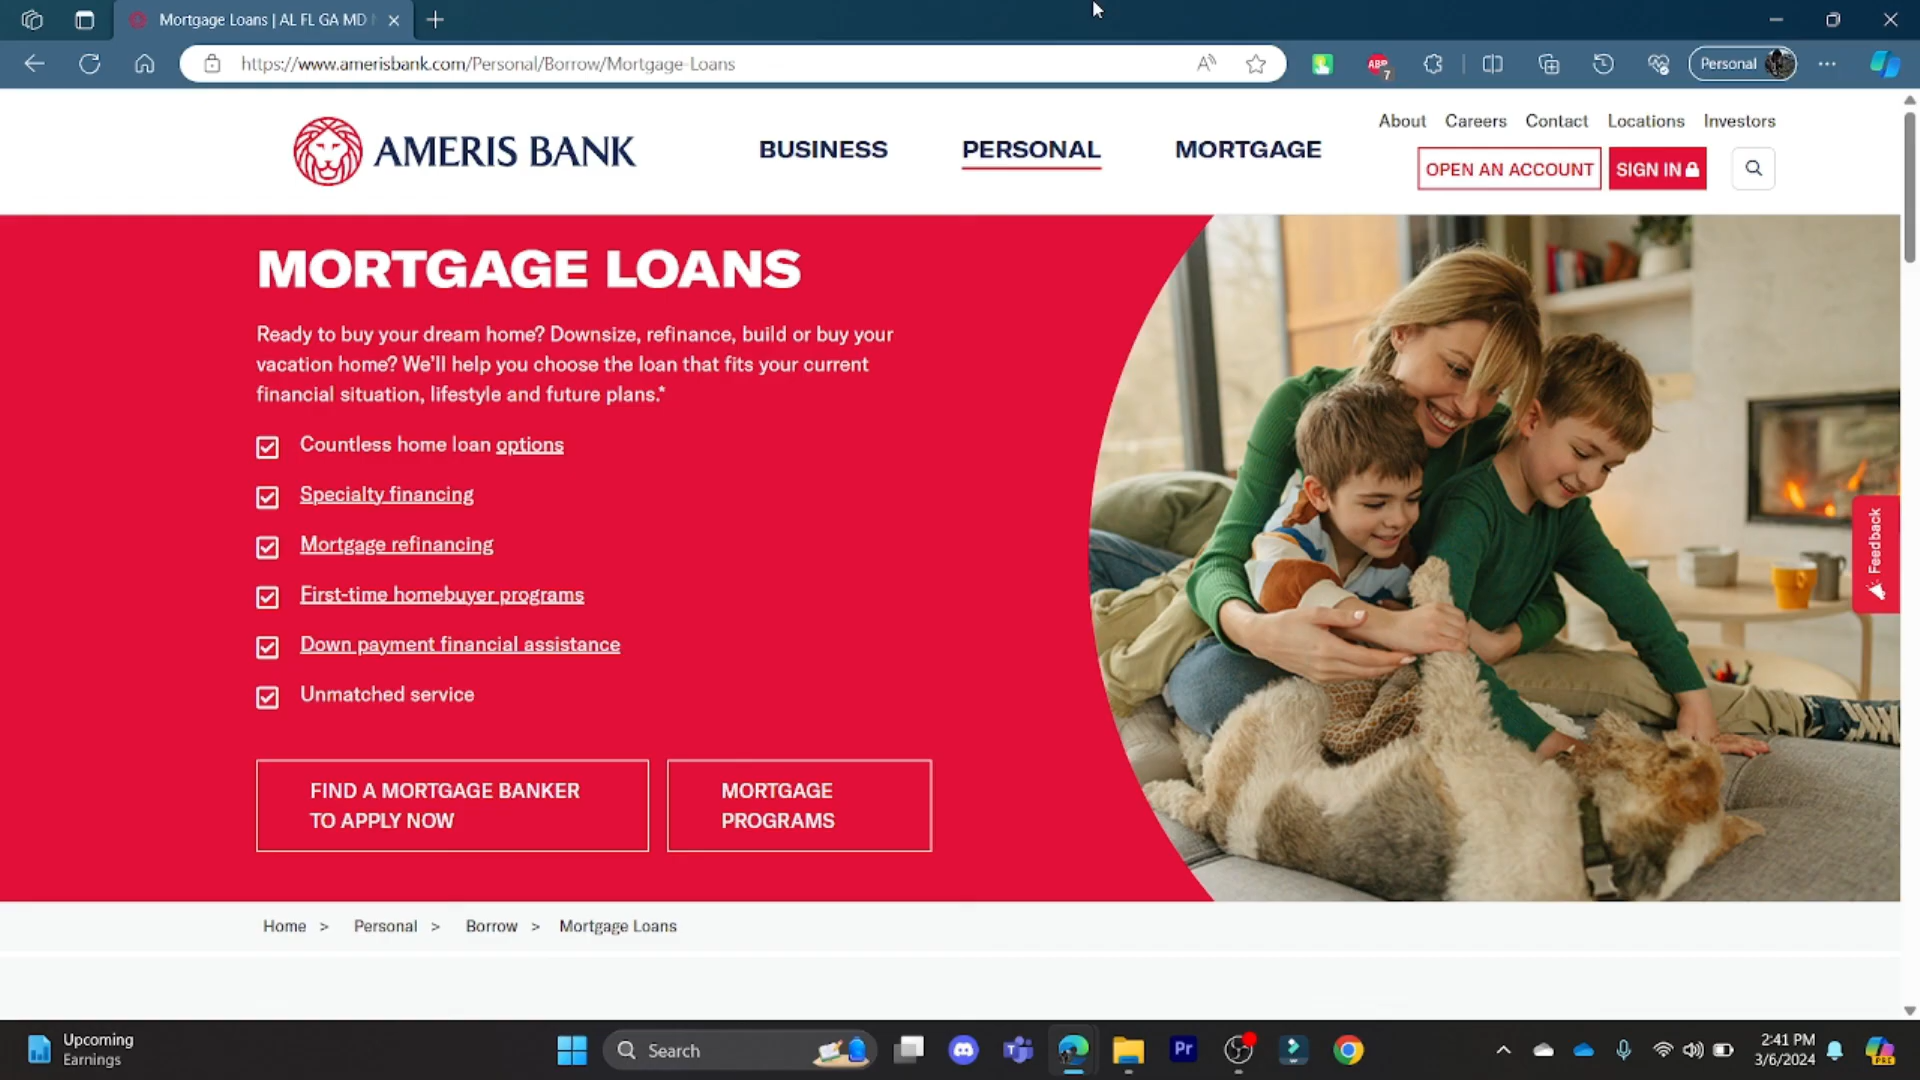 Mortgage Loans | AL FL GA MD
https://www.amerisbank.com/Personal/Borrow/Mortgage-Loans
ABP
7
Personal
About
Careers
Contact
Locations
Investors
AMERIS BANK
BUSINESS
PERSONAL
MORTGAGE
OPEN AN ACCOUNT
SIGN IN
MORTGAGE LOANS
Ready to buy your dream home? Downsize, refinance, build or buy your
vacation home? We'll help you choose the loan that fits your current
financial situation, lifestyle and future plans.*
Countless home loan options
Specialty financing
Mortgage refinancing
First-time homebuyer programs
Down payment financial assistance
Unmatched service
FIND A MORTGAGE BANKER
TO APPLY NOW
MORTGAGE
PROGRAMS
Feedback
Home > Personal > Borrow > Mortgage Loans
Upcoming
Earnings
Search
Pr
2:41 PM
3/6/2024
PRE